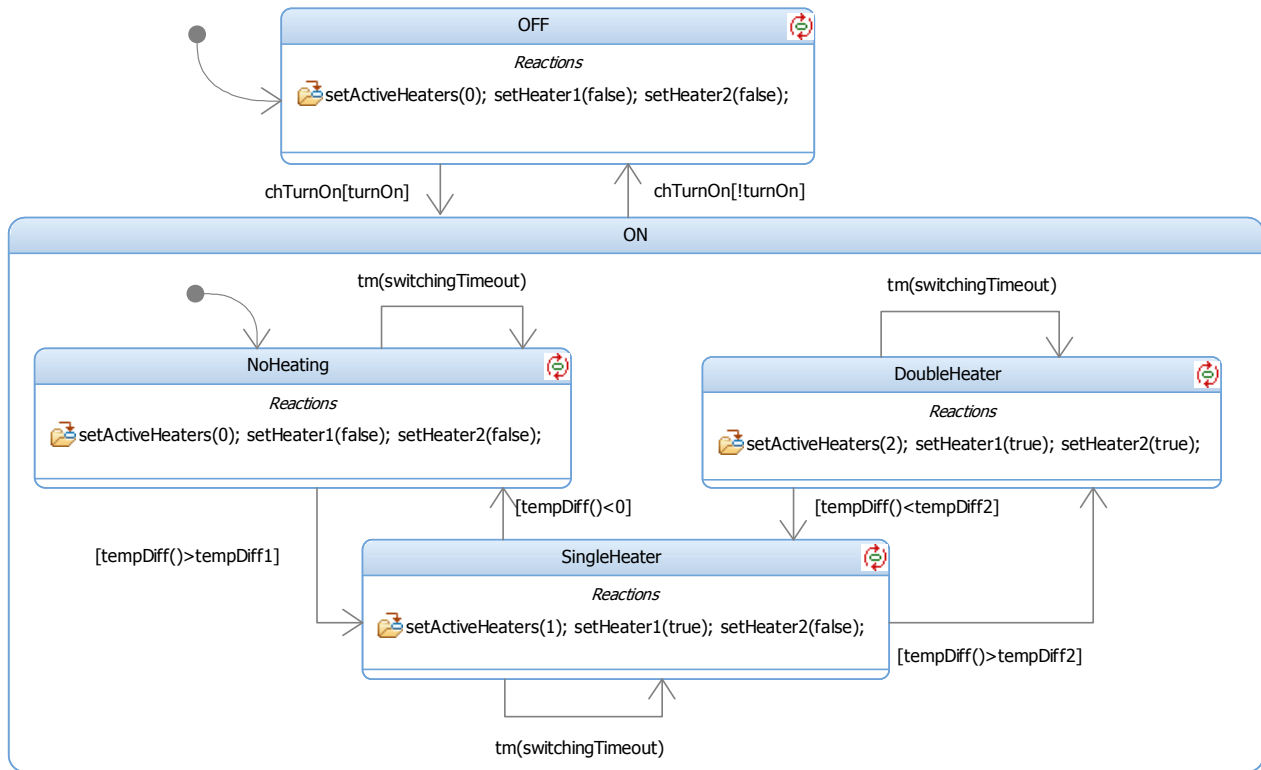 OFF
Reactions
setActiveHeaters(0); setHeater1(false); setHeater2(false);
chTurnOn[turnOn]
chTurnOn[!turnOn]
ON
tm(switchingTimeout)
tm(switchingTimeout)
NoHeating
Reactions
setActiveHeaters(0); setHeater1(false); setHeater2(false);
DoubleHeater
Reactions
setActiveHeaters(2); setHeater1(true); setHeater2(true);
[tempDiff()<0]
[tempDiff()<tempDiff2]
[tempDiff()>tempDiff1]
SingleHeater
Reactions
setActiveHeaters(1); setHeater1(true); setHeater2(false);
[tempDiff()>tempDiff2]
tm(switchingTimeout)